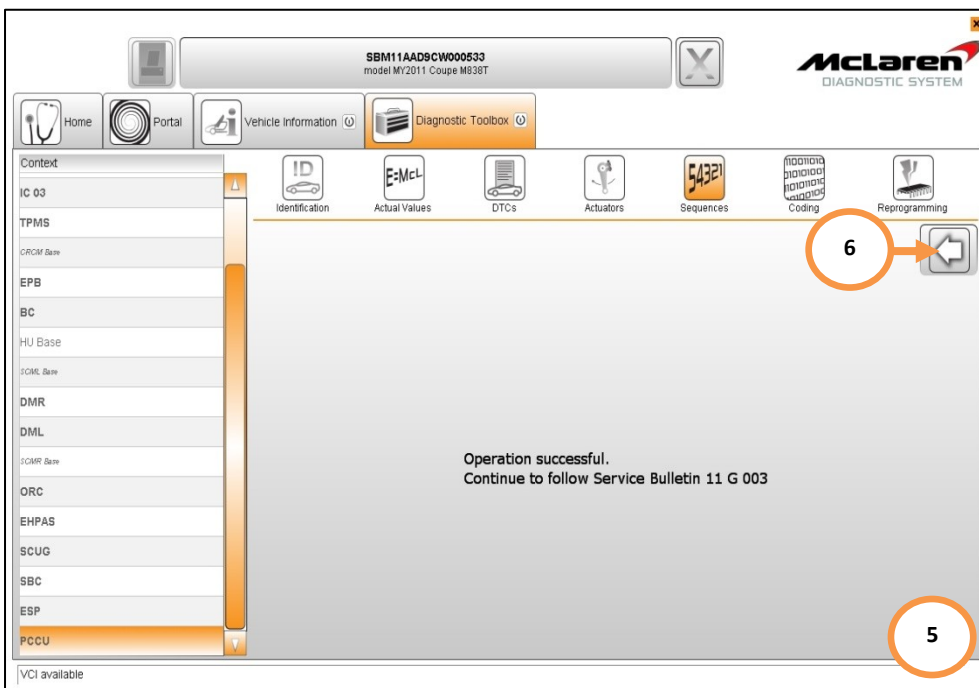 x
SBM11AAD9CW000533
model MY2011 Coupe M838T
X
McLaren
DIAGNOSTIC SYSTEM
Home
Portal
Vehicle Information
Diagnostic Toolbox
Context
IC 03
TPMS
CRCM Base
EPB
BC
HU Base
SCML Base
DMR
DML
SCMR Base
ORC
EHPAS
SCUG
SBC
ESP
PCCU
ID
E=McL
54321
Identification
Actual Values
DTCs
Actuators
Sequences
Coding
Reprogramming
6
Operation successful.
Continue to follow Service Bulletin 11 G 003
5
VCI available